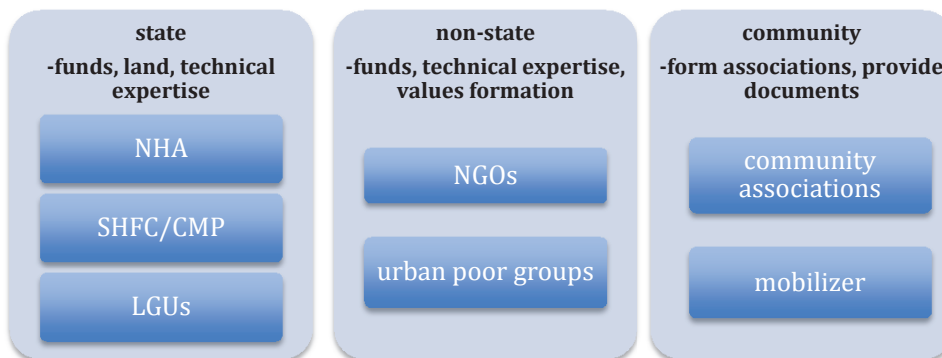 state
-funds, land, technical
expertise
NHA
SHFC/CMP
LGUs
non-state
-funds, technical expertise,
values formation
NGOs
urban poor groups
community
-form associations, provide
documents
community
associations
mobilizer